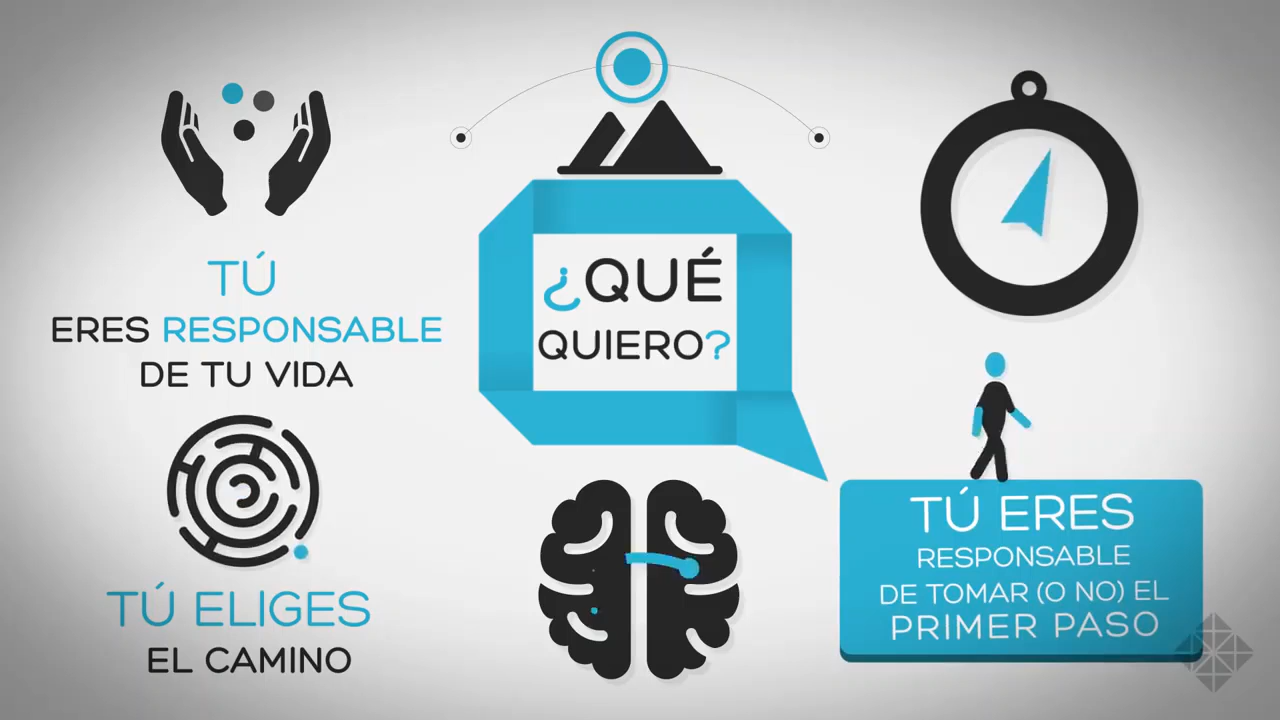 TÚ
ERES RESPONSABLE
DE TU VIDA
TÚ ELIGES
EL CAMINO
¿QUÉ
QUIERO?
TÚ ERES
RESPONSABLE
DE TOMAR (O NO) EL
PRIMER PASO